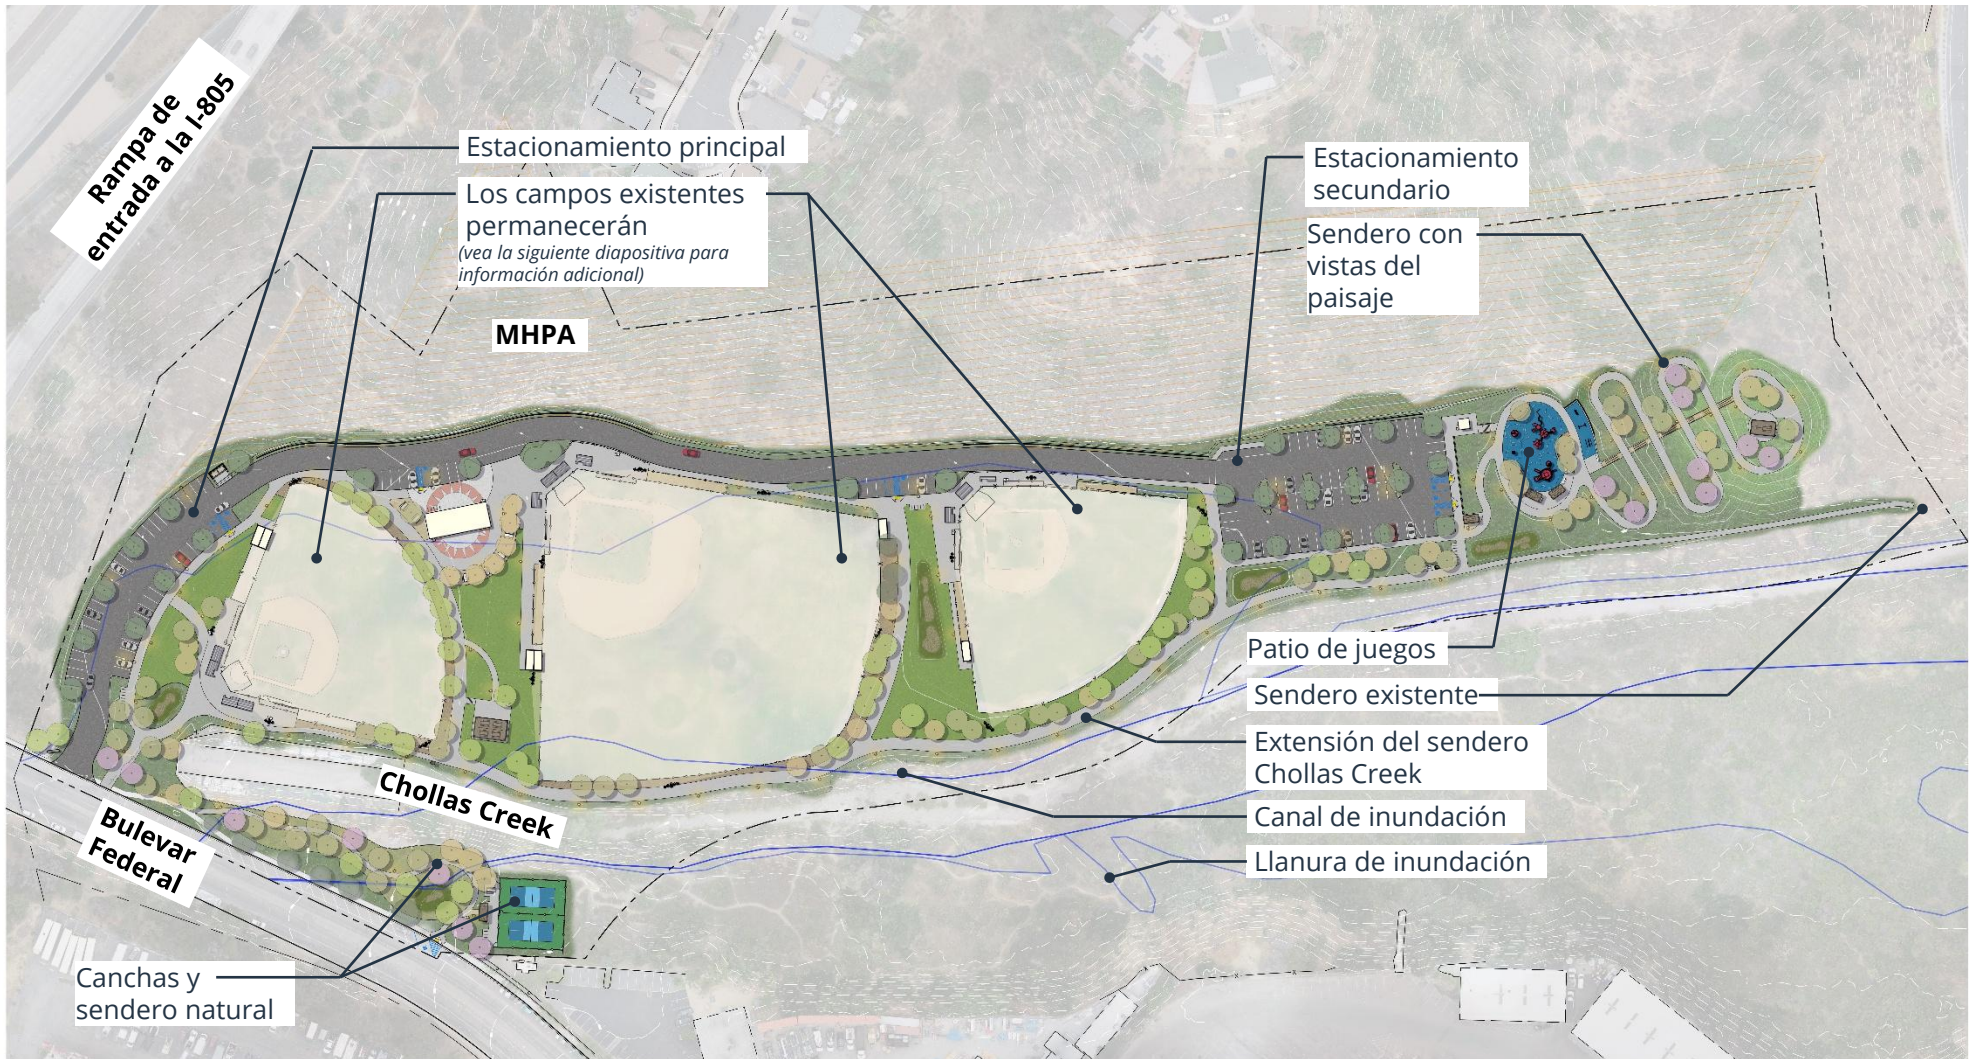 Rampa de
entrada a la I-805
Estacionamiento principal
Los campos existentes
permanecerán
(vea la siguiente diapositiva para
información adicional)
MHPA
Estacionamiento
secundario
Sendero con
vistas del
paisaje
Patio de juegos
Sendero existente
Extensión del sendero
Chollas Creek
Canal de inundación
Llanura de inundación
Chollas Creek
Bulevar
Federal
Canchas y
sendero natural